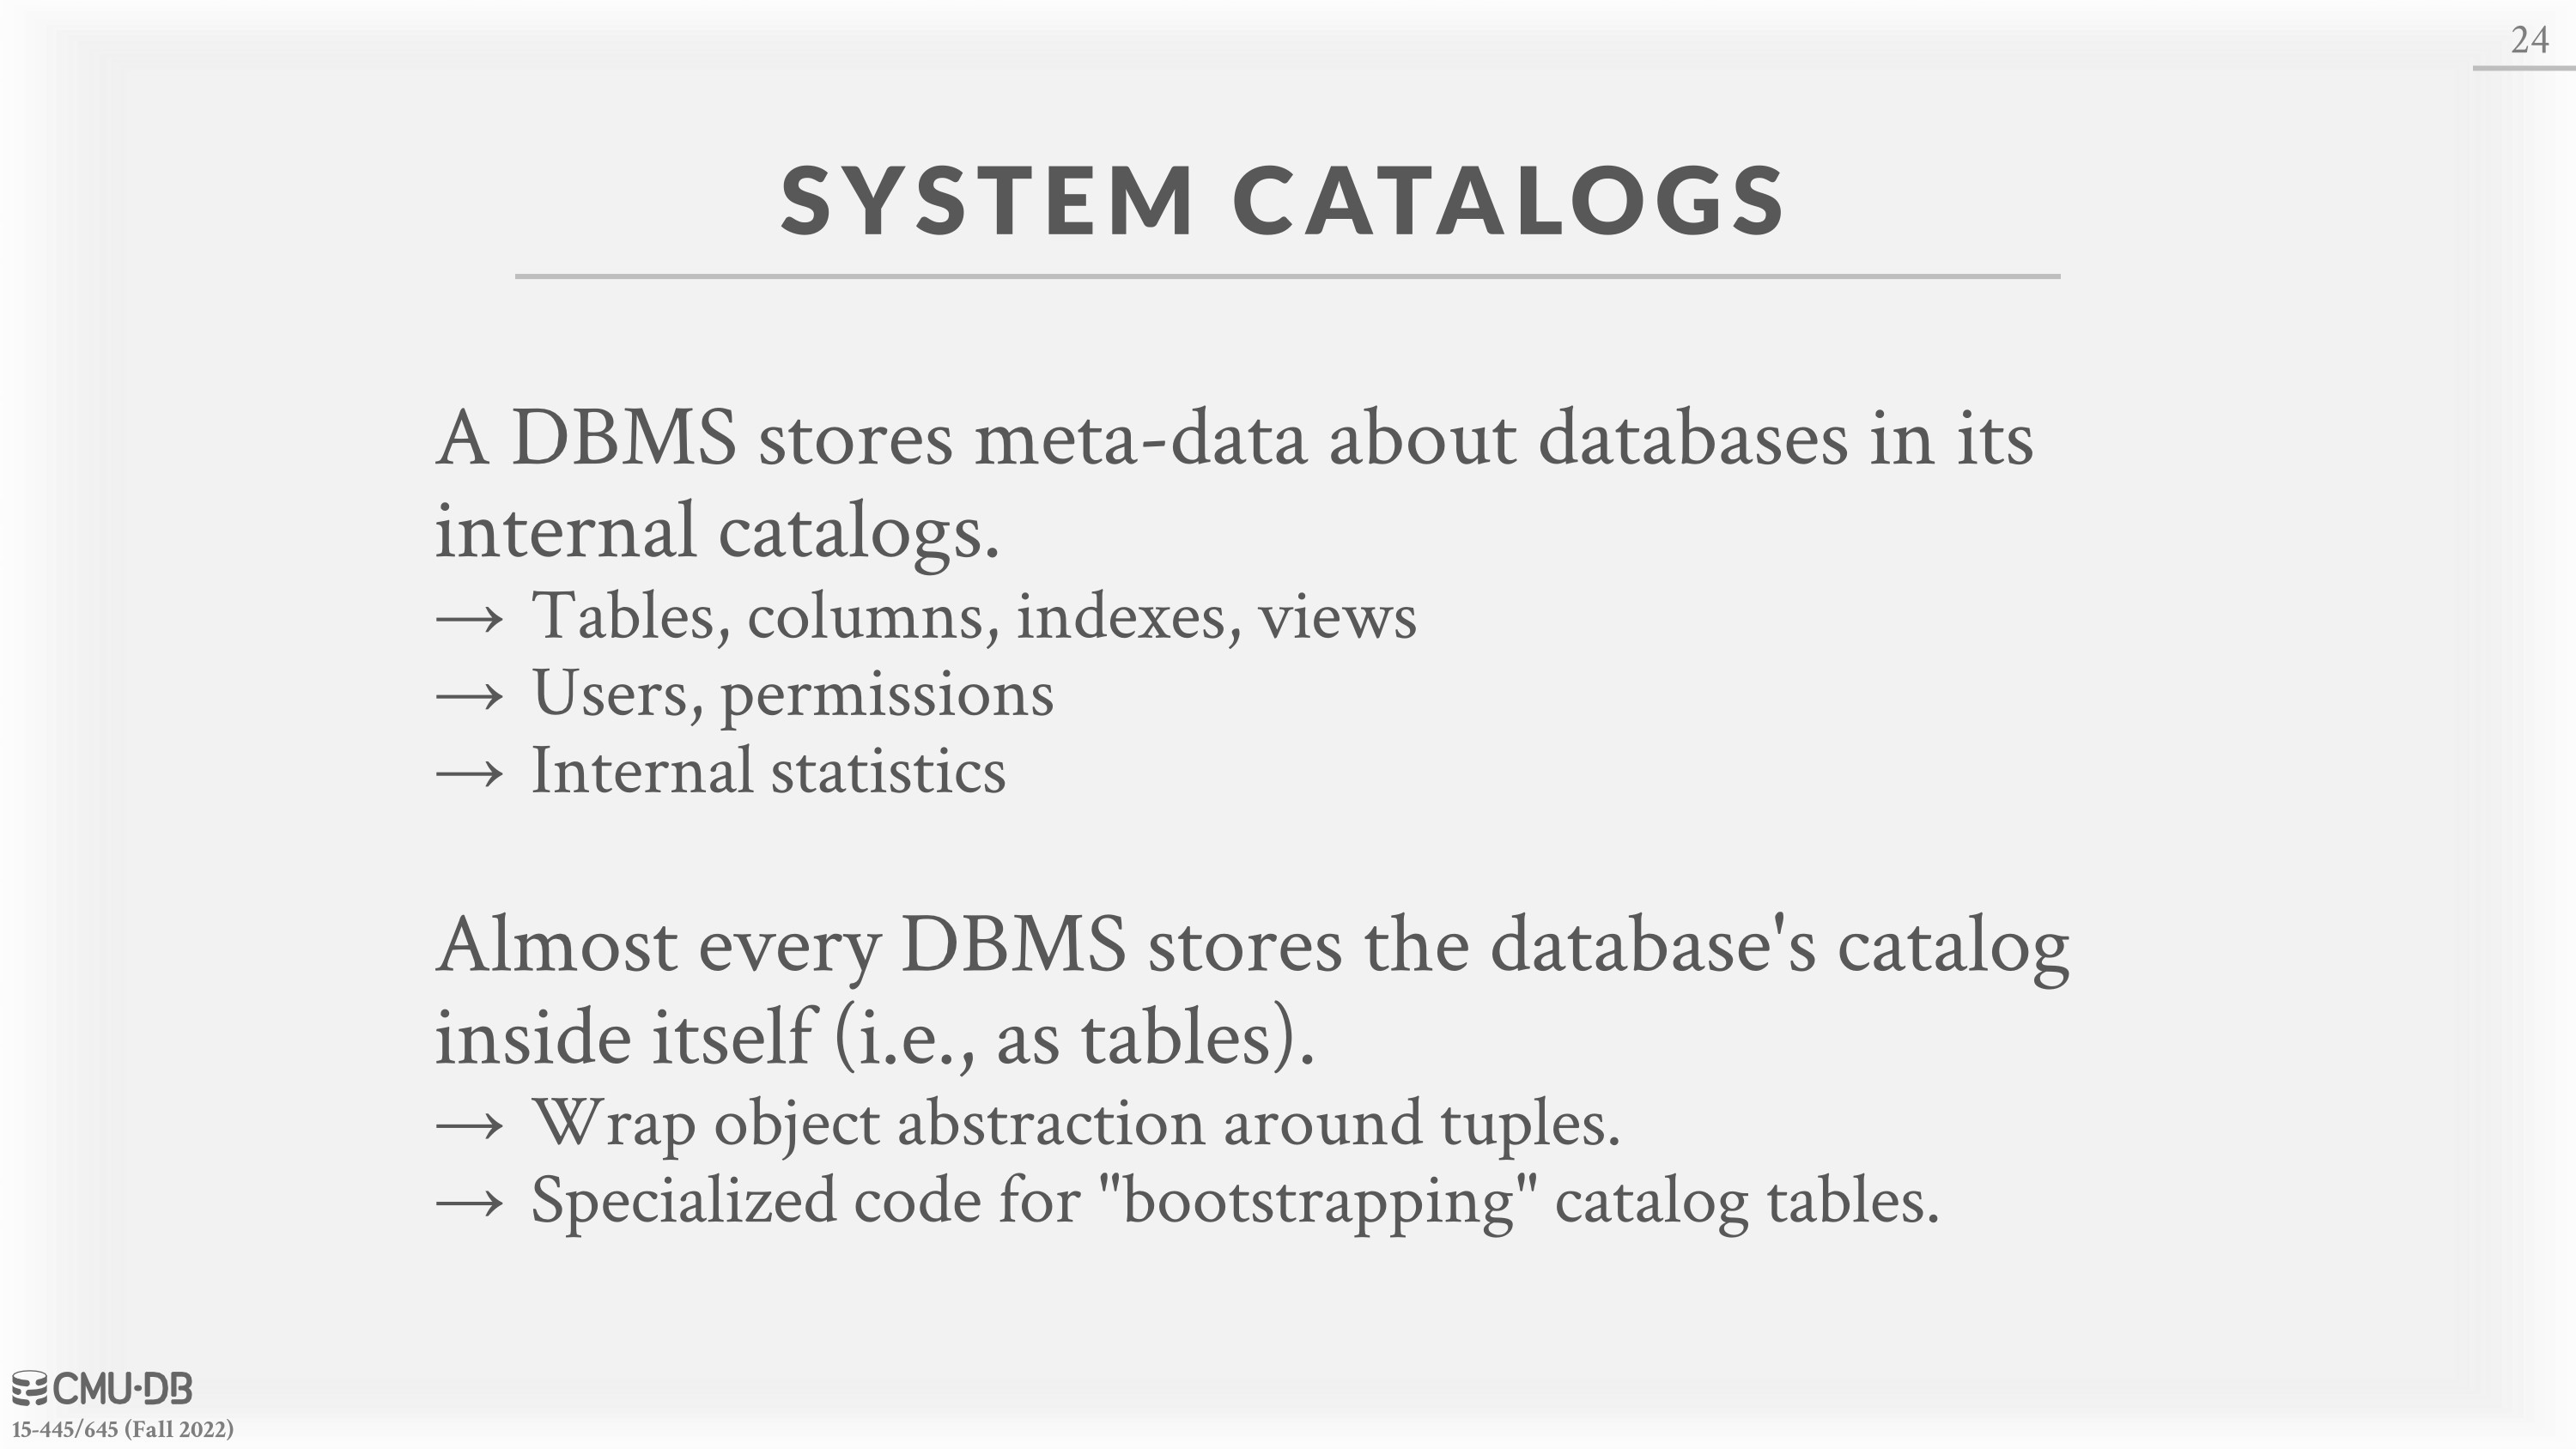 24
SYSTEM CATALOGS
A DBMS stores meta-data about databases in its
internal catalogs.
→ Tables, columns, indexes, views
→ Users, permissions
→ Internal statistics
Almost every DBMS stores the database's catalog
inside itself (i.e., as tables).
→ Wrap object abstraction around tuples.
→ Specialized code for "bootstrapping" catalog tables.
CMU·DB
15-445/645 (Fall 2022)